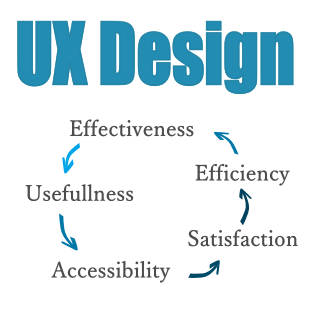 UX Design
Effectiveness
Efficiency
Usefullness
Satisfaction
Accessibility